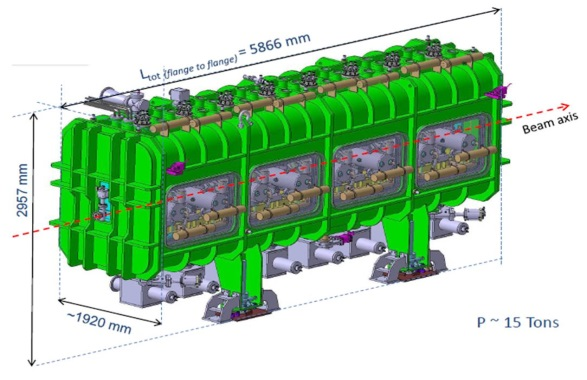 Ltot (flange to flange) = 5866 mm
Beam axis
2957 mm
~1920 mm
P ~ 15 Tons